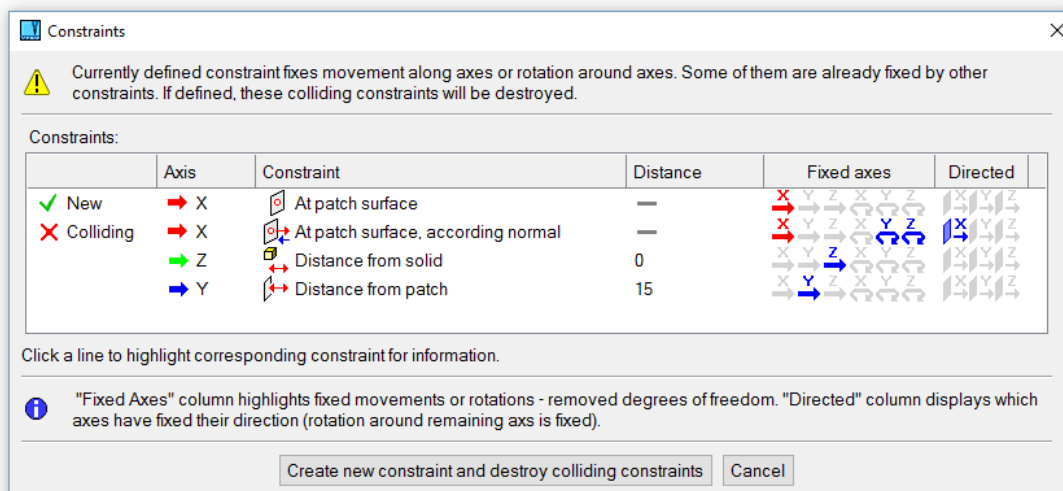 Constraints
Currently defined constraint fixes movement along axes or rotation around axes. Some of them are already fixed by other
constraints. If defined, these colliding constraints will be destroyed.
Constraints:
Axis Constraint Distance Fixed axes Directed
New X At patch surface — X Y Z X Y Z X Y Z
Colliding X At patch surface, according normal — X Y Z X Y Z X Y Z
Z Distance from solid 0 X Y Z X Y Z X Y Z
Y Distance from patch 15 X Y Z X Y Z X Y Z
Click a line to highlight corresponding constraint for information.
"Fixed Axes" column highlights fixed movements or rotations - removed degrees of freedom. "Directed" column displays which
axes have fixed their direction (rotation around remaining axs is fixed).
Create new constraint and destroy colliding constraints Cancel